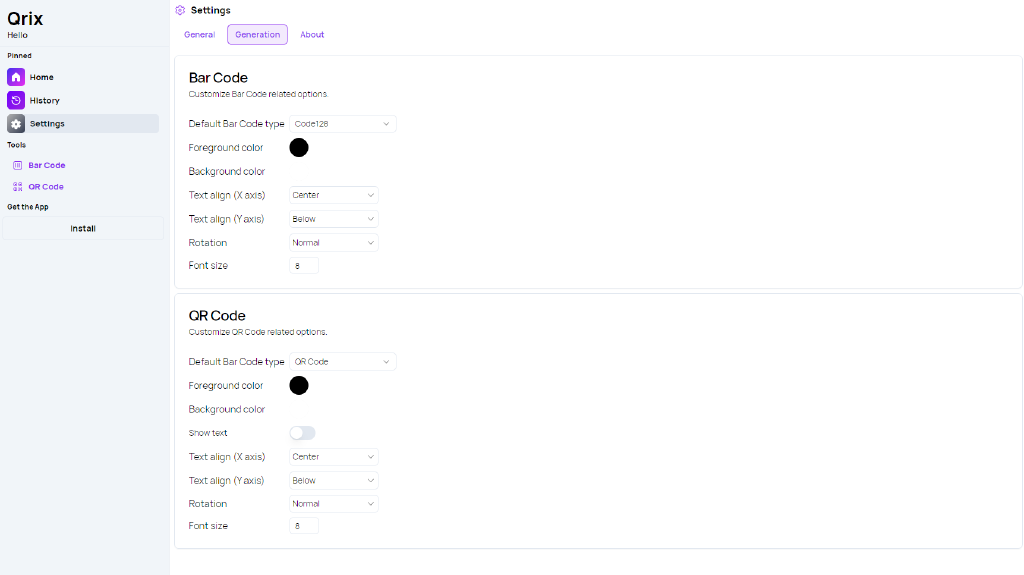 Qrix
Hello
Pinned
Home
History
Settings
Tools
Bar Code
QR Code
Get the App
Install
Settings
General Generation About
Bar Code
Customize Bar Code related options.
Default Bar Code type Code128
Foreground color
Background color
Text align (X axis) Center
Text align (Y axis) Below
Rotation Normal
Font size 8
QR Code
Customize QR Code related options.
Default Bar Code type QR Code
Foreground color
Background color
Show text
Text align (X axis) Center
Text align (Y axis) Below
Rotation Normal
Font size 8